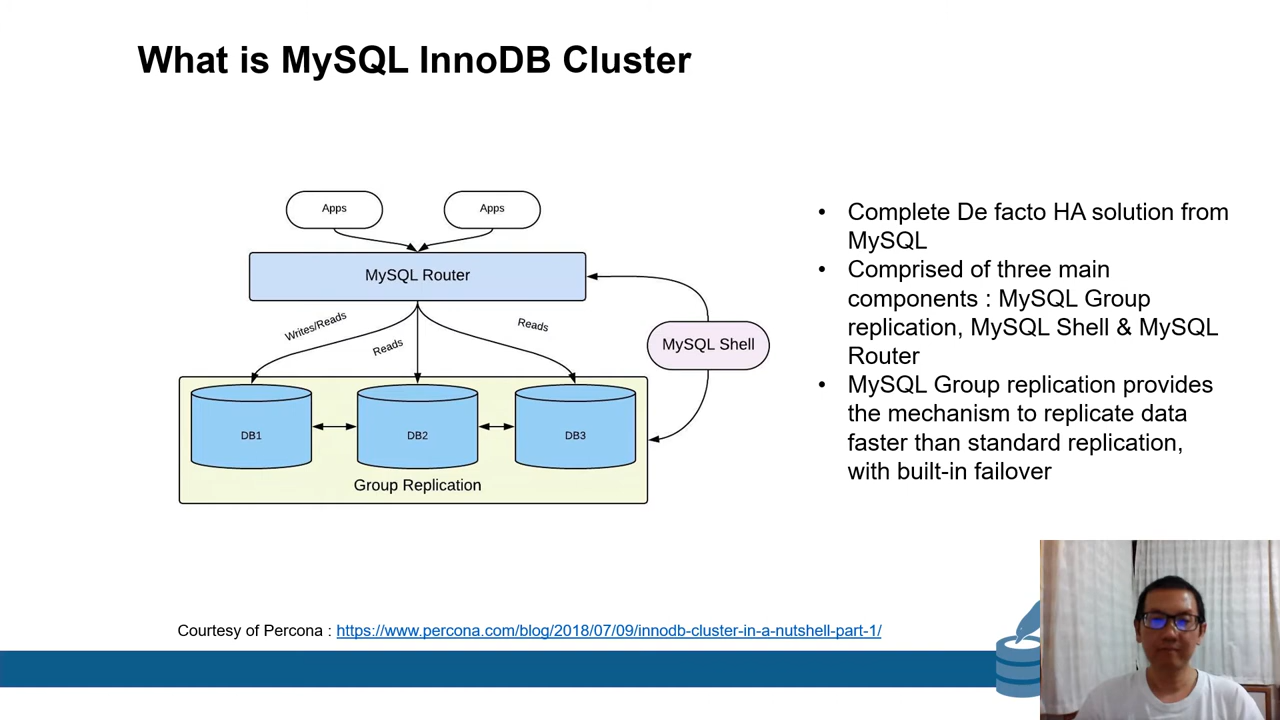 What is MySQL InnoDB Cluster
Apps
Apps
MySQL Router
Writes/Reads
Reads
Reads
MySQL Shell
DB1
DB2
DB3
Group Replication
• Complete De facto HA solution from
MySQL
• Comprised of three main
components : MySQL Group
replication, MySQL Shell & MySQL
Router
• MySQL Group replication provides
the mechanism to replicate data
faster than standard replication,
with built-in failover
Courtesy of Percona : https://www.percona.com/blog/2018/07/09/innodb-cluster-in-a-nutshell-part-1/